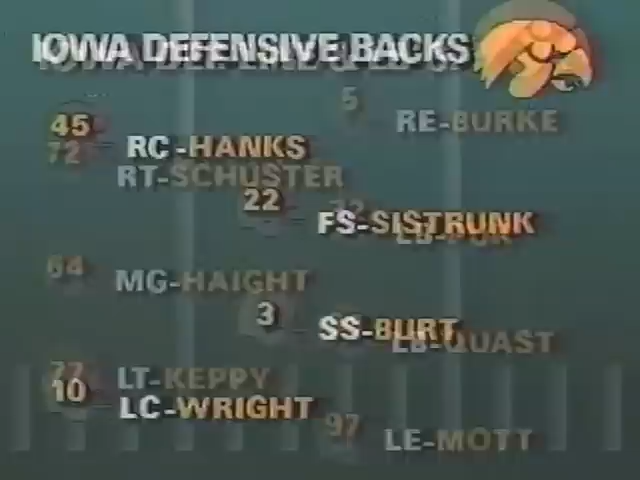 IOWA DEFENSIVE BACKS
5
RE-BURKE
45
RC-HANKS
72
RT-SCHUSTER
22
FS-SISTRUNK
64
MG-HAIGHT
3
SS-BURT
LB-QUAST
77
LT-KEPPY
10
LC-WRIGHT
97
LE-MOTT